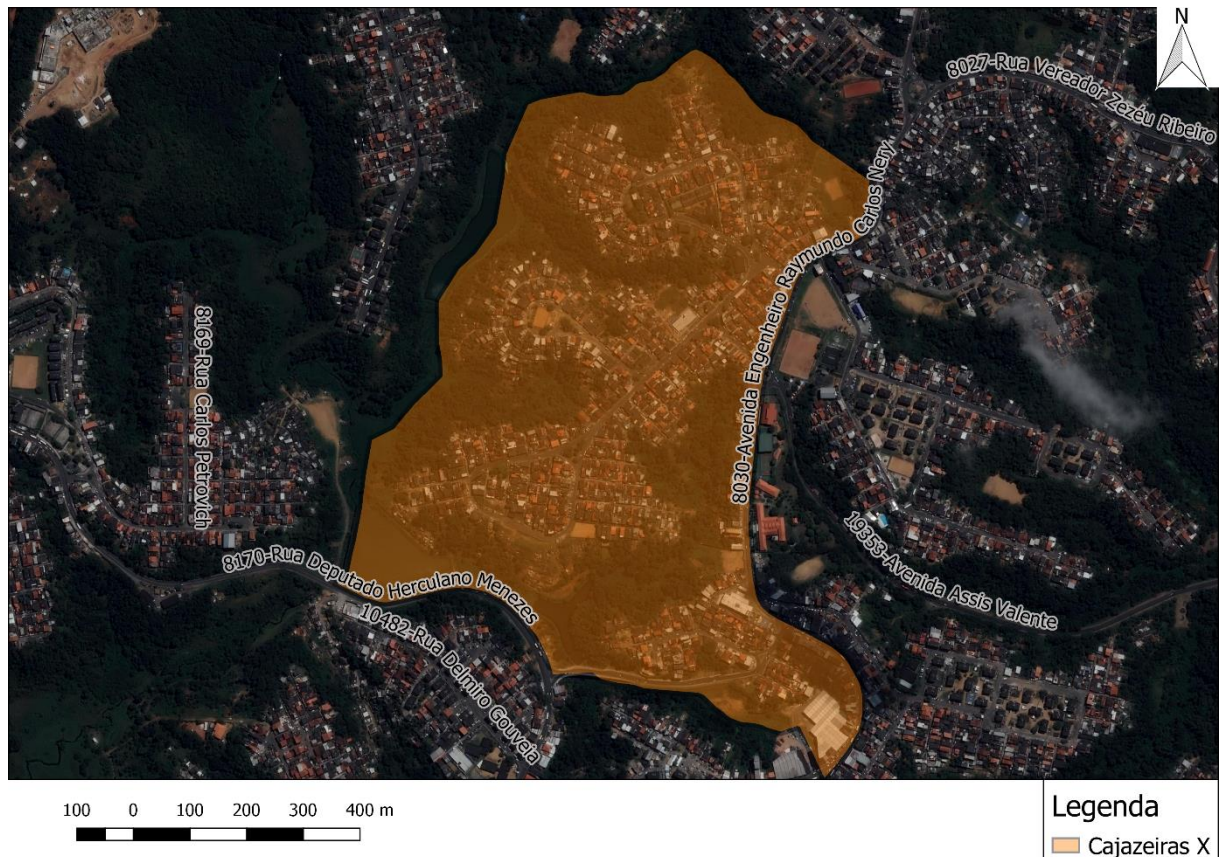 N
8027-Rua Vereador Zezéu Ribeiro
8030-Avenida Engenheiro Raymundo Carlos Nery
8169-Rua Carlos Petrovich
19353-Avenida Assis Valente
8170-Rua Deputado Herculano Menezes
10482-Rua Delmiro Gouveia
100 0 100 200 300 400 m
Legenda
Cajazeiras X